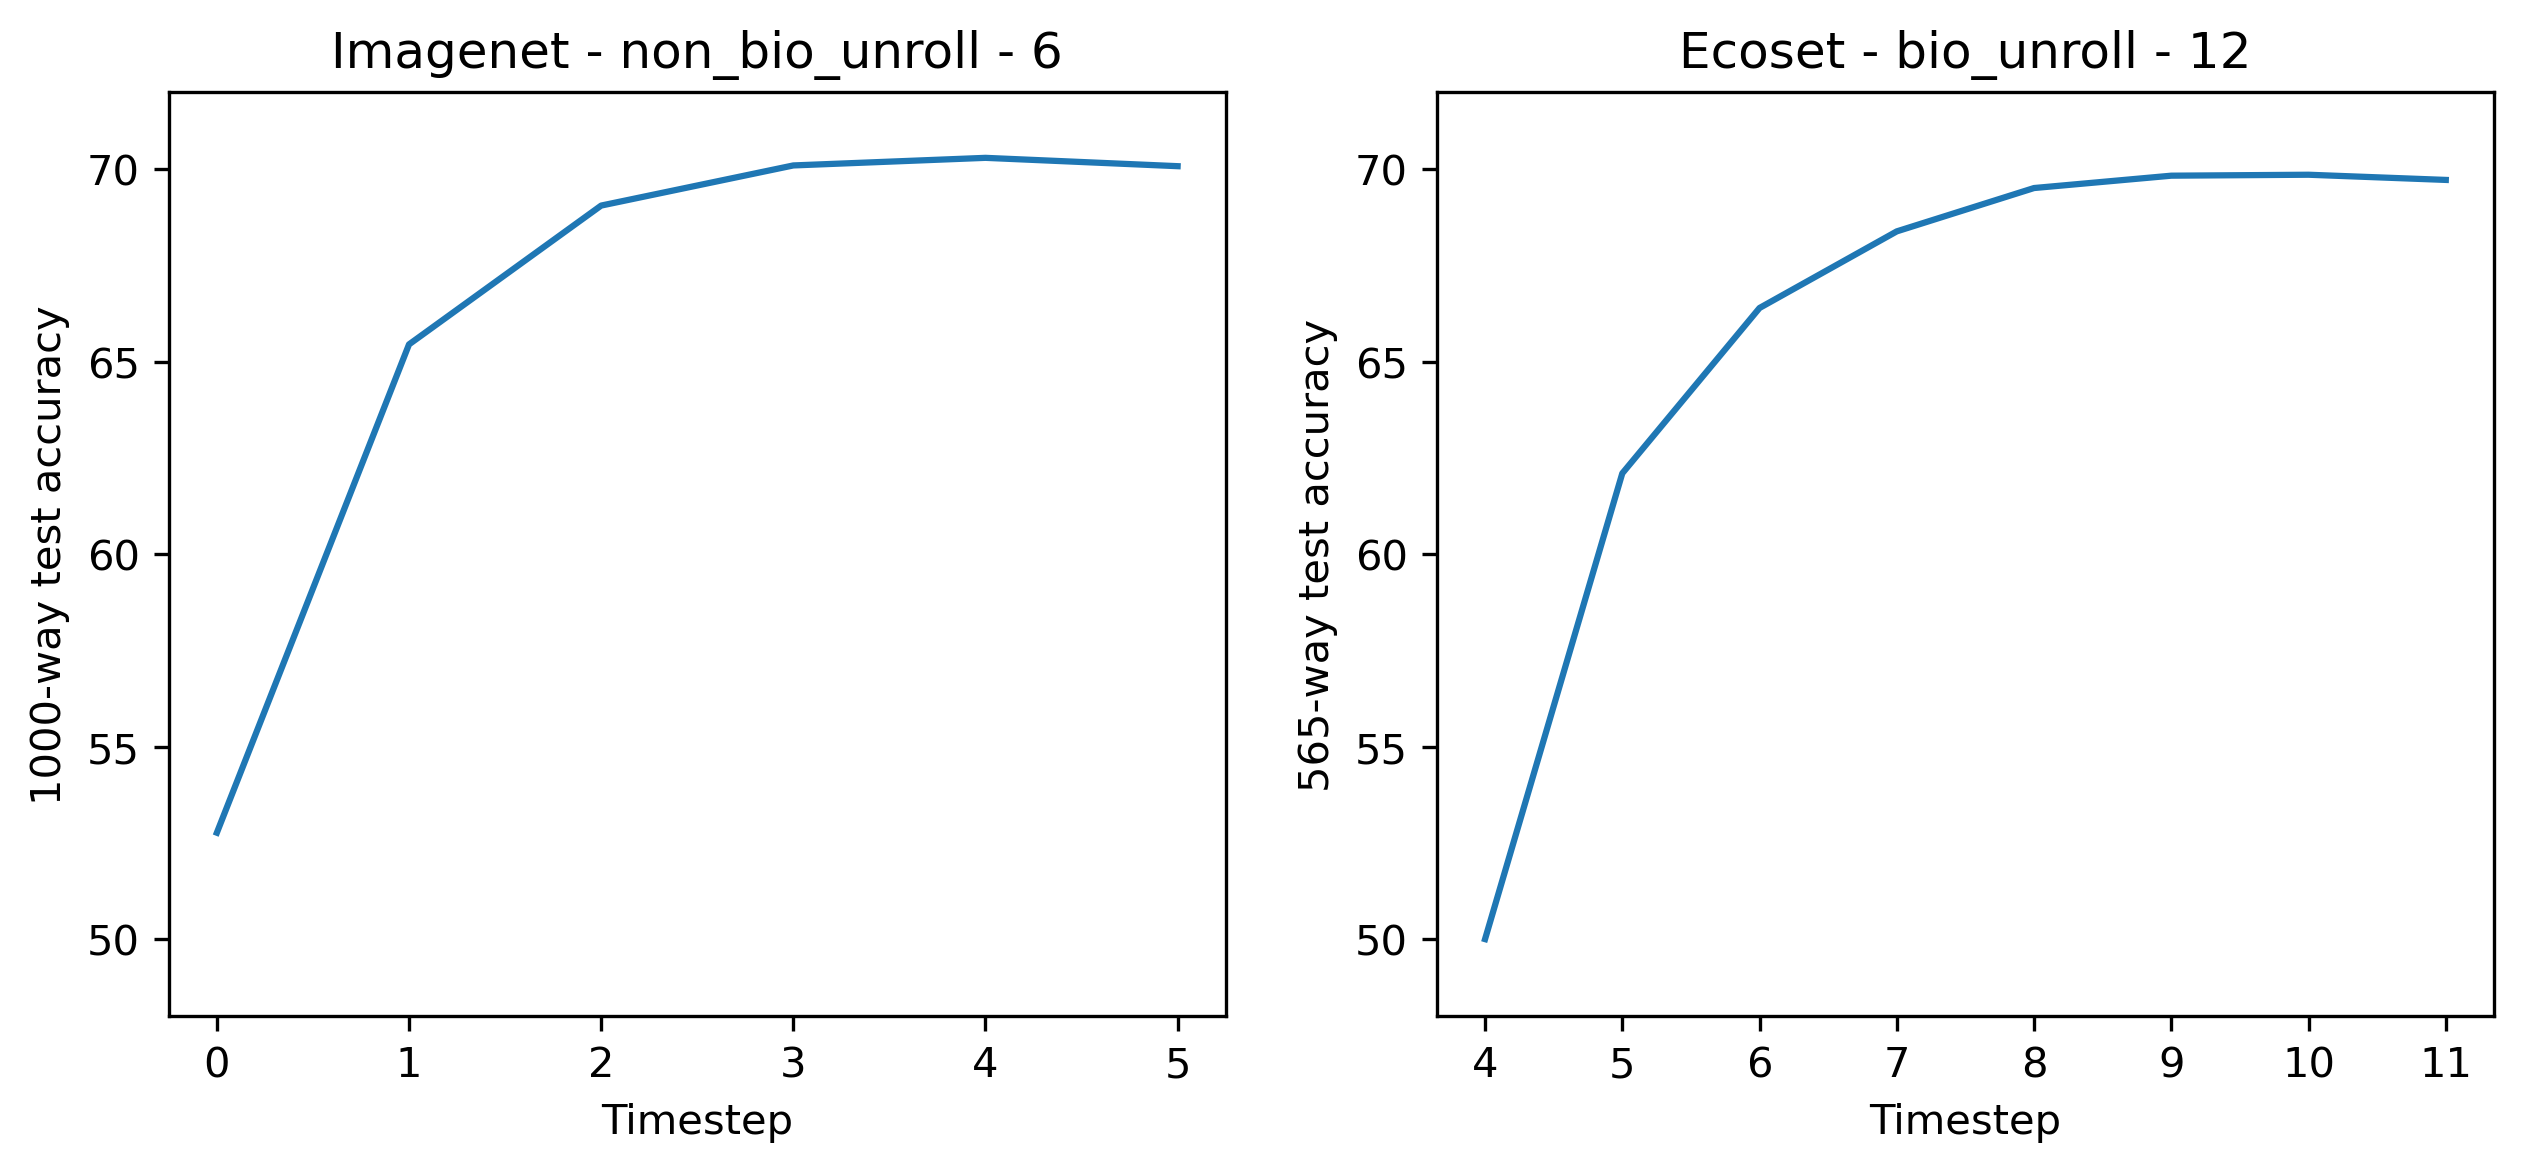 Imagenet - non_bio_unroll - 6
1000-way test accuracy
70
65
60
55
50
0 1 2 3 4 5
Timestep
Ecoset - bio_unroll - 12
565-way test accuracy
70
65
60
55
50
4 5 6 7 8 9 10 11
Timestep